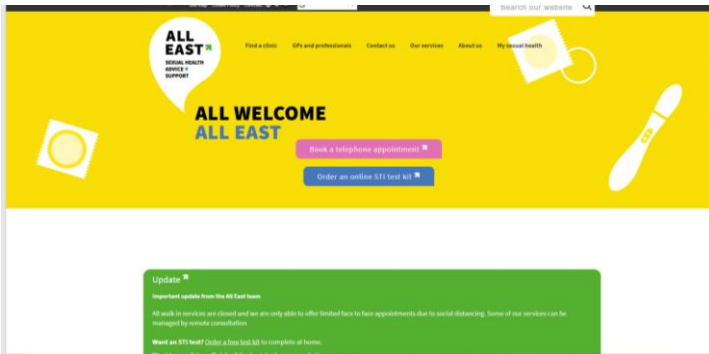 Search our website
ALL
EAST
SEXUAL HEALTH
ADVICE +
SUPPORT
Find a clinic
GPs and professionals
Contact us
Our services
About us
My sexual health
ALL WELCOME
ALL EAST
Book a telephone appointment
Order an online STI test kit
Update
Important update from the All East team
All walk in services are closed and we are only able to offer limited face to face appointments due to social distancing. Some of our services can be
managed by remote consultation
Want an STI test? Order a free test kit to complete at home.